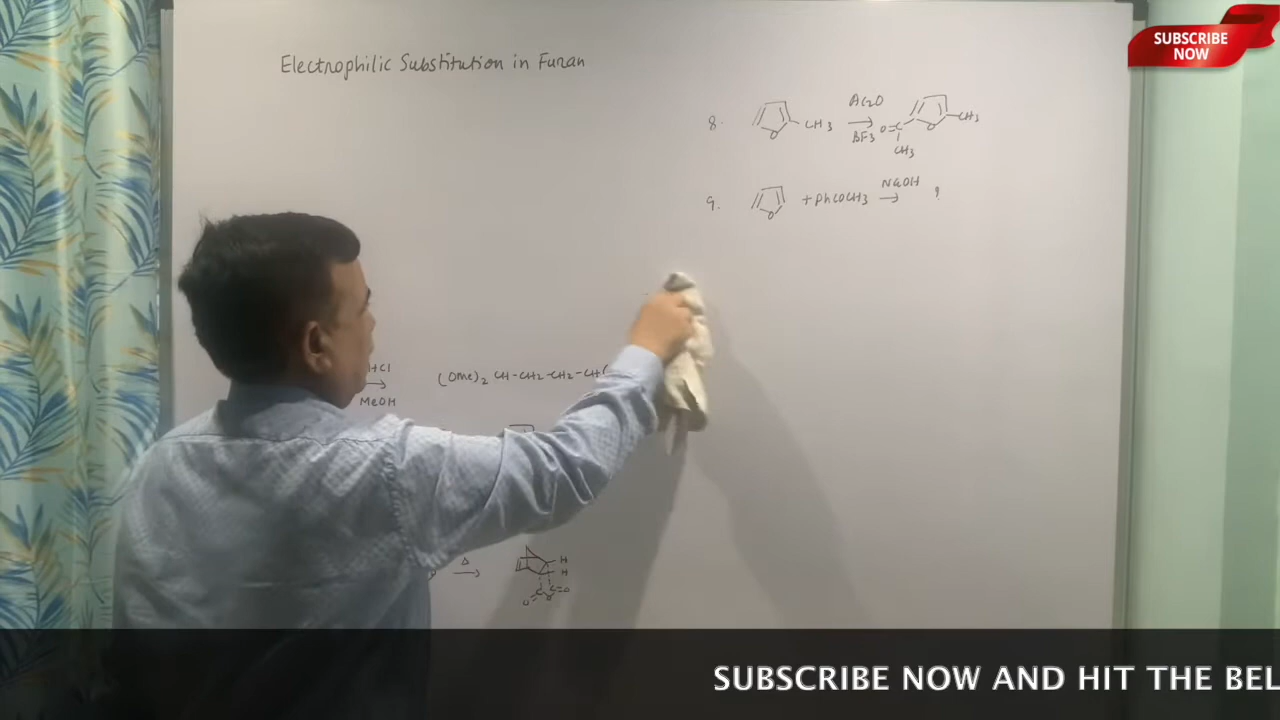 SUBSCRIBE
NOW
Electrophilic Substitution in Furan
8. O CH3 Ac2O BF3 O=C CH3 O CH3
9. O + PhCOCH3 NaOH ?
HCl
MeOH
(OMe)2 CH-CH2-CH2-CH(
Δ
H
H
O C O C=O
SUBSCRIBE NOW AND HIT THE BEL